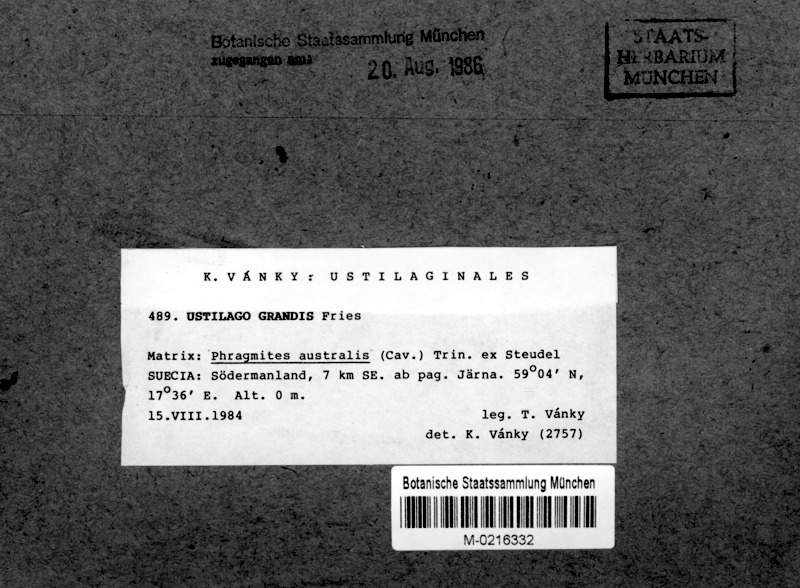 Botanische Staatssammlung München
zugegangen am:
20. Aug. 1986
STAATS-
HERBARIUM
MÜNCHEN
K. VÁNKY: USTILAGINALES
489. USTILAGO GRANDIS Fries
Matrix: Phragmites australis (Cav.) Trin. ex Steudel
SUECIA: Södermanland, 7 km SE. ab pag. Järna. 59°04' N,
17°36' E. Alt. 0 m.
15.VIII.1984 leg. T. Vánky
det. K. Vánky (2757)
Botanische Staatssammlung München
M-0216332